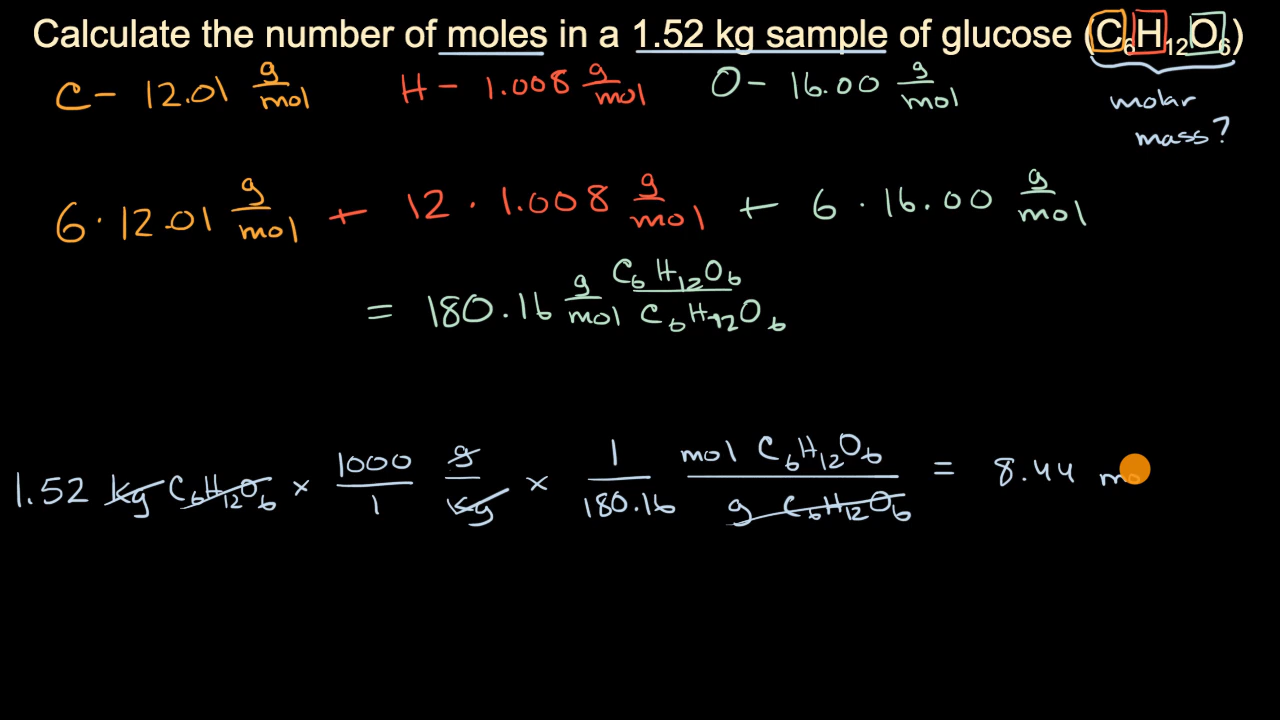 Calculate the number of moles in a 1.52 kg sample of glucose (C₆H₁₂O₆)
C - 12.01 g/mol H - 1.008 g/mol O - 16.00 g/mol
molar
mass?
6 · 12.01 g/mol + 12 · 1.008 g/mol + 6 · 16.00 g/mol
= 180.16 g C₆H₁₂O₆ / mol C₆H₁₂O₆
1.52 kg C₆H₁₂O₆ × 1000/1 g/kg × 1/180.16 mol C₆H₁₂O₆ / g C₆H₁₂O₆ = 8.44 m